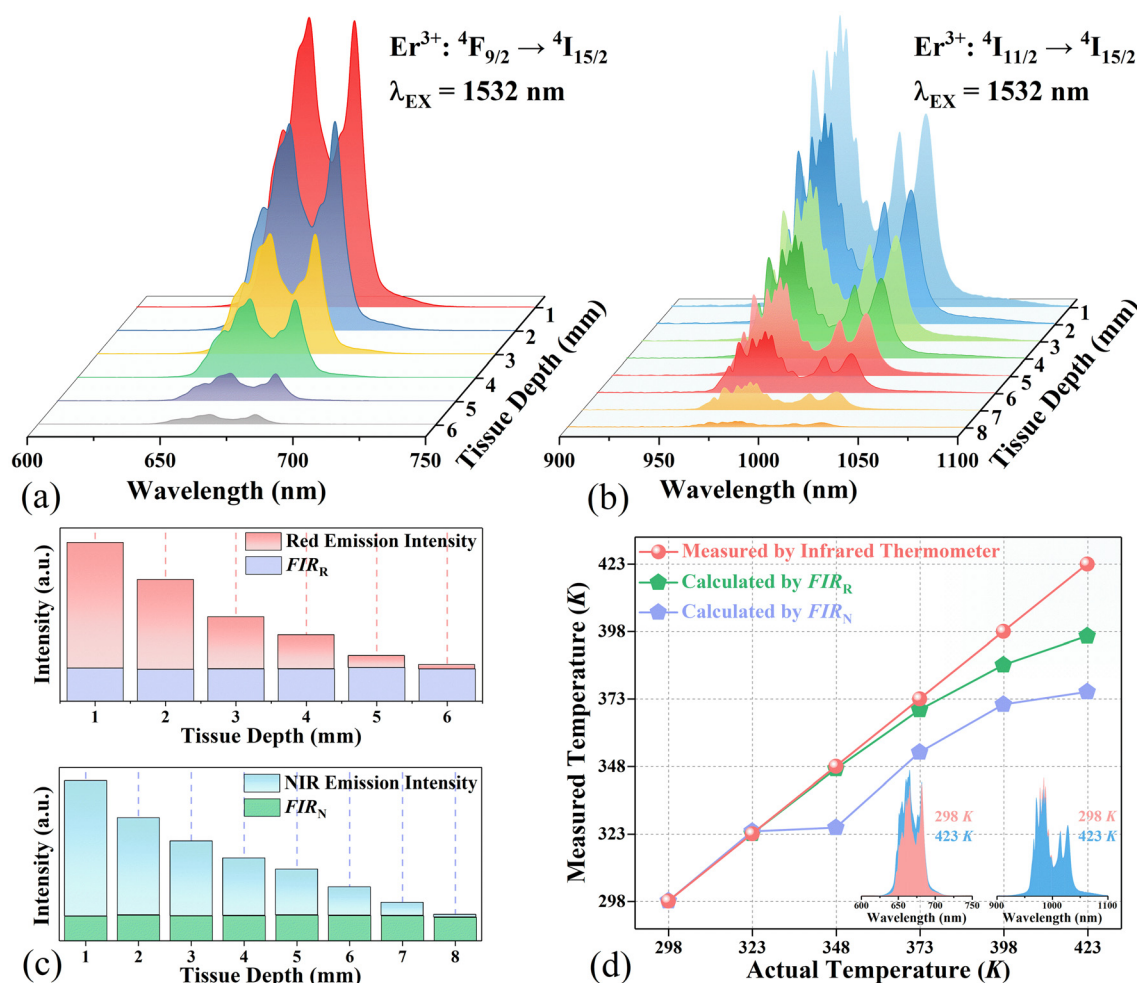 Er³⁺: ⁴F₉/₂ → ⁴I₁₅/₂
λEX = 1532 nm
1
2
3
4
5
6
Tissue Depth (mm)
600 650 700 750
Wavelength (nm)
(a)
Er³⁺: ⁴I₁₁/₂ → ⁴I₁₅/₂
λEX = 1532 nm
1
2
3
4
5
6
7
8
Tissue Depth (mm)
900 950 1000 1050 1100
Wavelength (nm)
(b)
Red Emission Intensity
FIR_R
Intensity (a.u.)
1 2 3 4 5 6
Tissue Depth (mm)
NIR Emission Intensity
FIR_N
Intensity (a.u.)
1 2 3 4 5 6 7 8
Tissue Depth (mm)
(c)
Measured by Infrared Thermometer
Calculated by FIR_R
Calculated by FIR_N
Measured Temperature (K)
423
398
373
348
323
298
298 K
423 K
600 650 700 750
Wavelength (nm)
298 K
423 K
900 1000 1100
Wavelength (nm)
298 323 348 373 398 423
Actual Temperature (K)
(d)